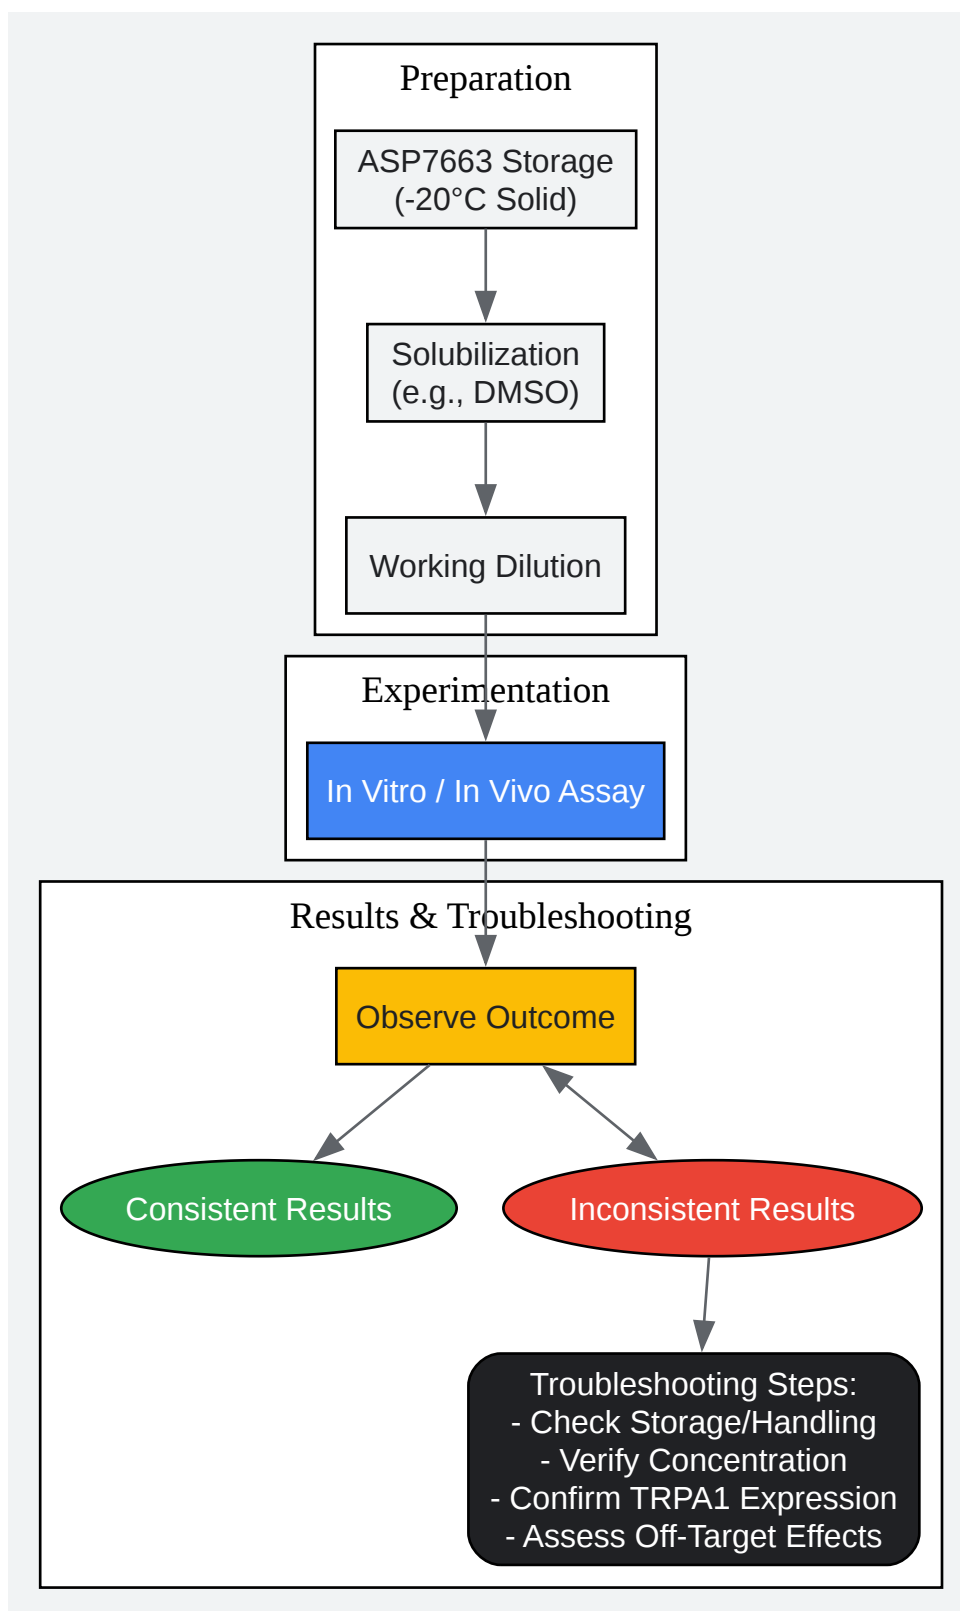 Preparation
ASP7663 Storage
(-20°C Solid)
Solubilization
(e.g., DMSO)
Working Dilution
Experimentation
In Vitro / In Vivo Assay
Results & Troubleshooting
Observe Outcome
Consistent Results
Inconsistent Results
Troubleshooting Steps:
- Check Storage/Handling
- Verify Concentration
- Confirm TRPA1 Expression
- Assess Off-Target Effects